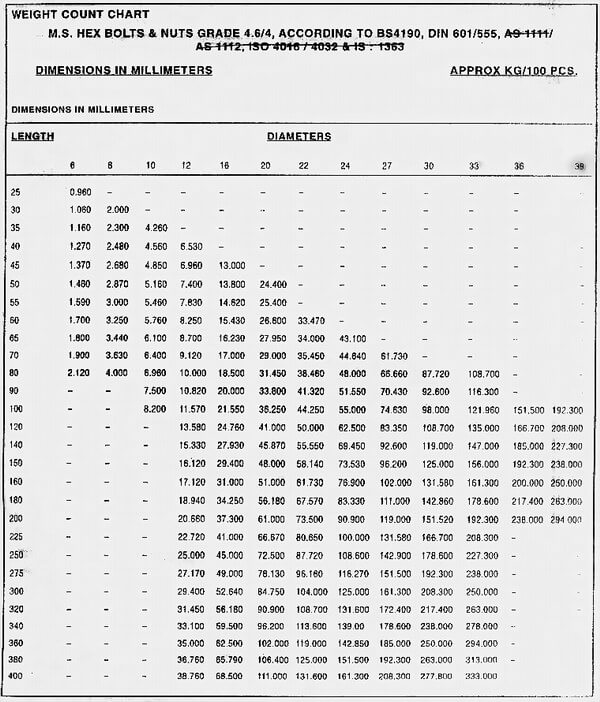 WEIGHT COUNT CHART
M.S. HEX BOLTS & NUTS GRADE 4.6/4, ACCORDING TO BS4190, DIN 601/555, AS 1111/
AS 1112, ISO 4016 / 4032 & IS : 1363
DIMENSIONS IN MILLIMETERS APPROX KG/100 PCS.
DIMENSIONS IN MILLIMETERS
LENGTH DIAMETERS
6 8 10 12 16 20 22 24 27 30 33 36 39
25 0.960 - - - - - - - - - - - -
30 1.060 2.000 - - - - - - - - - - -
35 1.160 2.300 4.260 - - - - - - - - - -
40 1.270 2.480 4.560 6.530 - - - - - - - - -
45 1.370 2.680 4.850 6.960 13.000 - - - - - - - -
50 1.480 2.870 5.160 7.400 13.800 24.400 - - - - - - -
55 1.590 3.000 5.460 7.830 14.620 25.400 - - - - - - -
60 1.700 3.250 5.760 8.250 15.430 26.800 33.470 - - - - - -
65 1.800 3.440 6.100 8.700 16.230 27.950 34.000 43.100 - - - - -
70 1.900 3.630 6.400 9.120 17.000 29.000 35.450 44.640 61.730 - - - -
80 2.120 4.000 6.960 10.000 18.500 31.450 38.460 48.000 66.660 87.720 108.700 - -
90 - - 7.500 10.820 20.000 33.800 41.320 51.550 70.430 92.600 116.300 - -
100 - - 8.200 11.570 21.550 36.250 44.250 55.000 74.630 98.000 121.960 151.500 192.300
120 - - - 13.580 24.760 41.000 50.000 62.500 83.350 108.700 135.000 166.700 208.000
140 - - - 15.330 27.930 45.870 55.550 69.450 92.600 119.000 147.000 185.000 227.300
150 - - - 16.120 29.400 48.000 58.140 73.530 96.200 125.000 156.000 192.300 238.000
160 - - - 17.120 31.000 51.000 61.730 76.900 102.000 131.580 161.300 200.000 250.000
180 - - - 18.940 34.250 56.180 67.570 83.330 111.000 142.860 178.600 217.400 263.000
200 - - - 20.660 37.300 61.000 73.500 90.900 119.000 151.520 192.300 238.000 294.000
225 - - - 22.720 41.000 66.670 80.650 100.000 131.580 166.700 208.300 - -
250 - - - 25.000 45.000 72.500 87.720 108.600 142.900 178.600 227.300 - -
275 - - - 27.170 49.000 78.130 96.160 116.270 151.500 192.300 238.000 - -
300 - - - 29.400 52.640 84.750 104.000 125.000 161.300 208.300 250.000 - -
320 - - - 31.450 56.180 90.900 108.700 131.600 172.400 217.400 263.000 - -
340 - - - 33.100 59.500 96.200 113.600 139.00 178.600 238.000 278.000 - -
360 - - - 35.000 62.500 102.000 119.000 142.850 185.000 250.000 294.000 - -
380 - - - 36.760 65.790 106.400 125.000 151.500 192.300 263.000 313.000 - -
400 - - - 38.760 68.500 111.000 131.600 161.300 208.300 277.800 333.000 - -